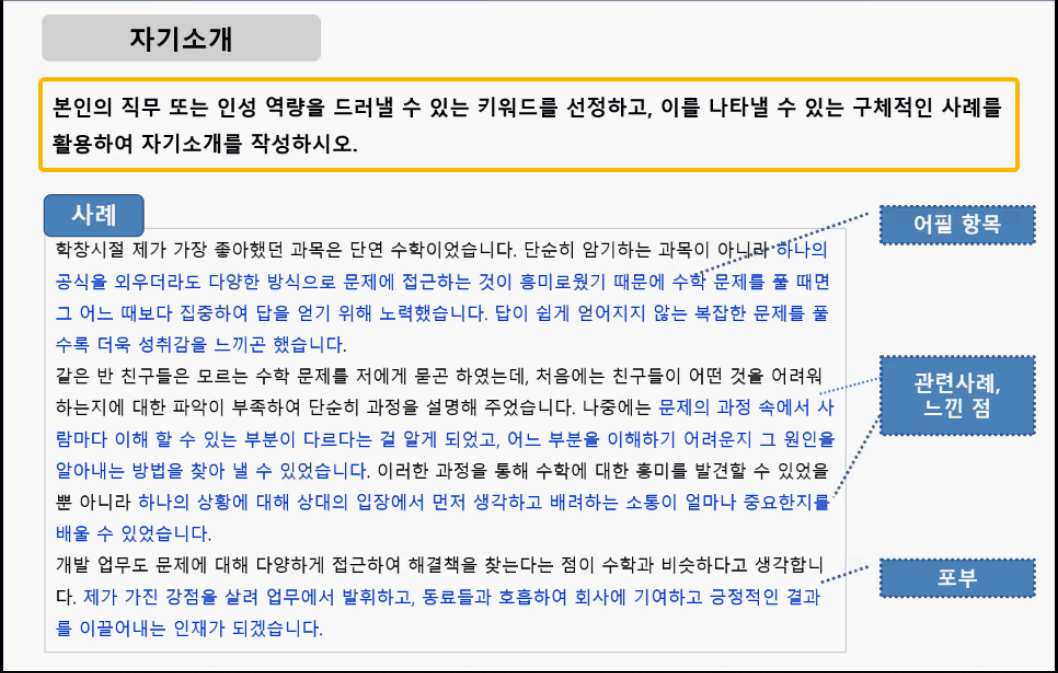 자기소개
본인의 직무 또는 인성 역량을 드러낼 수 있는 키워드를 선정하고, 이를 나타낼 수 있는 구체적인 사례를
활용하여 자기소개를 작성하시오.
사례
학창시절 제가 가장 좋아했던 과목은 단연 수학이었습니다. 단순히 암기하는 과목이 아니라 하나의
공식을 외우더라도 다양한 방식으로 문제에 접근하는 것이 흥미로웠기 때문에 수학 문제를 풀 때면
그 어느 때보다 집중하여 답을 얻기 위해 노력했습니다. 답이 쉽게 얻어지지 않는 복잡한 문제를 풀
수록 더욱 성취감을 느끼곤 했습니다.
같은 반 친구들은 모르는 수학 문제를 저에게 묻곤 하였는데, 처음에는 친구들이 어떤 것을 어려워
하는지에 대한 파악이 부족하여 단순히 과정을 설명해 주었습니다. 나중에는 문제의 과정 속에서 사
람마다 이해 할 수 있는 부분이 다르다는 걸 알게 되었고, 어느 부분을 이해하기 어려운지 그 원인을
알아내는 방법을 찾아 낼 수 있었습니다. 이러한 과정을 통해 수학에 대한 흥미를 발견할 수 있었을
뿐 아니라 하나의 상황에 대해 상대의 입장에서 먼저 생각하고 배려하는 소통이 얼마나 중요한지를
배울 수 있었습니다.
개발 업무도 문제에 대해 다양하게 접근하여 해결책을 찾는다는 점이 수학과 비슷하다고 생각합니
다. 제가 가진 강점을 살려 업무에서 발휘하고, 동료들과 호흡하여 회사에 기여하고 긍정적인 결과
를 이끌어내는 인재가 되겠습니다.
어필 항목
관련사례,
느낀 점
포부